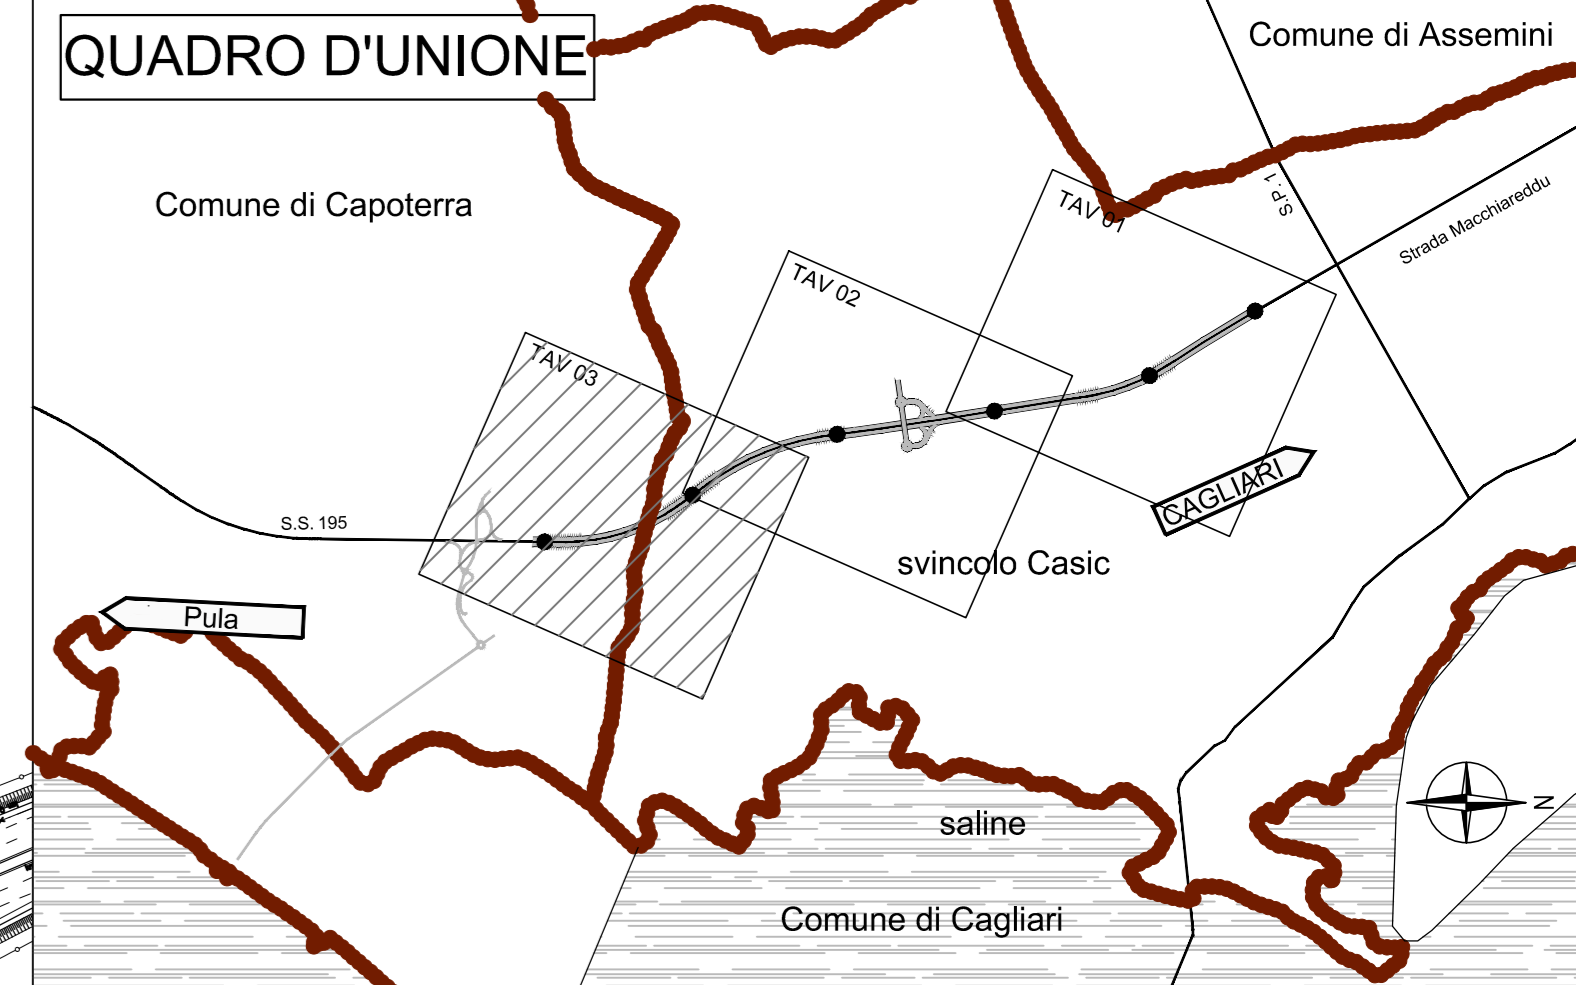 QUADRO D'UNIONE
Comune di Assemini
Comune di Capoterra
S.P. 1
Strada Macchiareddu
TAV 01
TAV 02
TAV 03
CAGLIARI
S.S. 195
svincolo Casic
Pula
N
saline
Comune di Cagliari